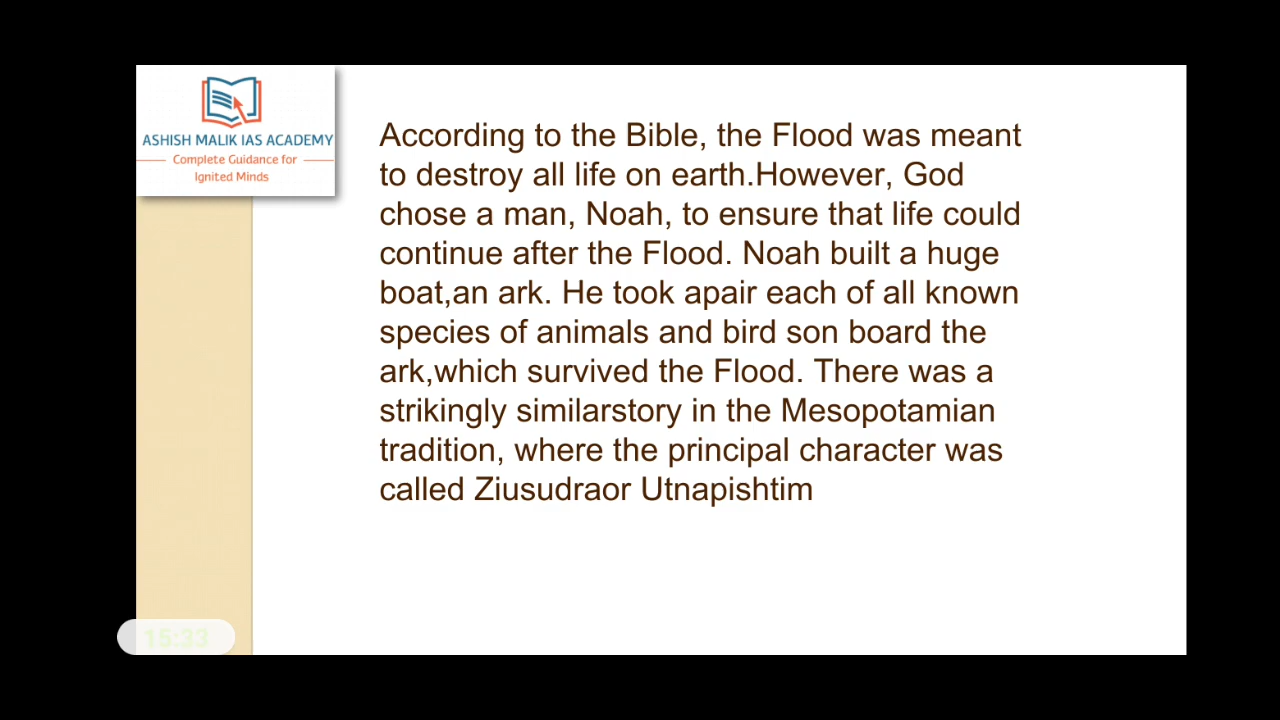 ASHISH MALIK IAS ACADEMY
Complete Guidance for
Ignited Minds
According to the Bible, the Flood was meant
to destroy all life on earth.However, God
chose a man, Noah, to ensure that life could
continue after the Flood. Noah built a huge
boat,an ark. He took apair each of all known
species of animals and bird son board the
ark,which survived the Flood. There was a
strikingly similarstory in the Mesopotamian
tradition, where the principal character was
called Ziusudraor Utnapishtim
15:33